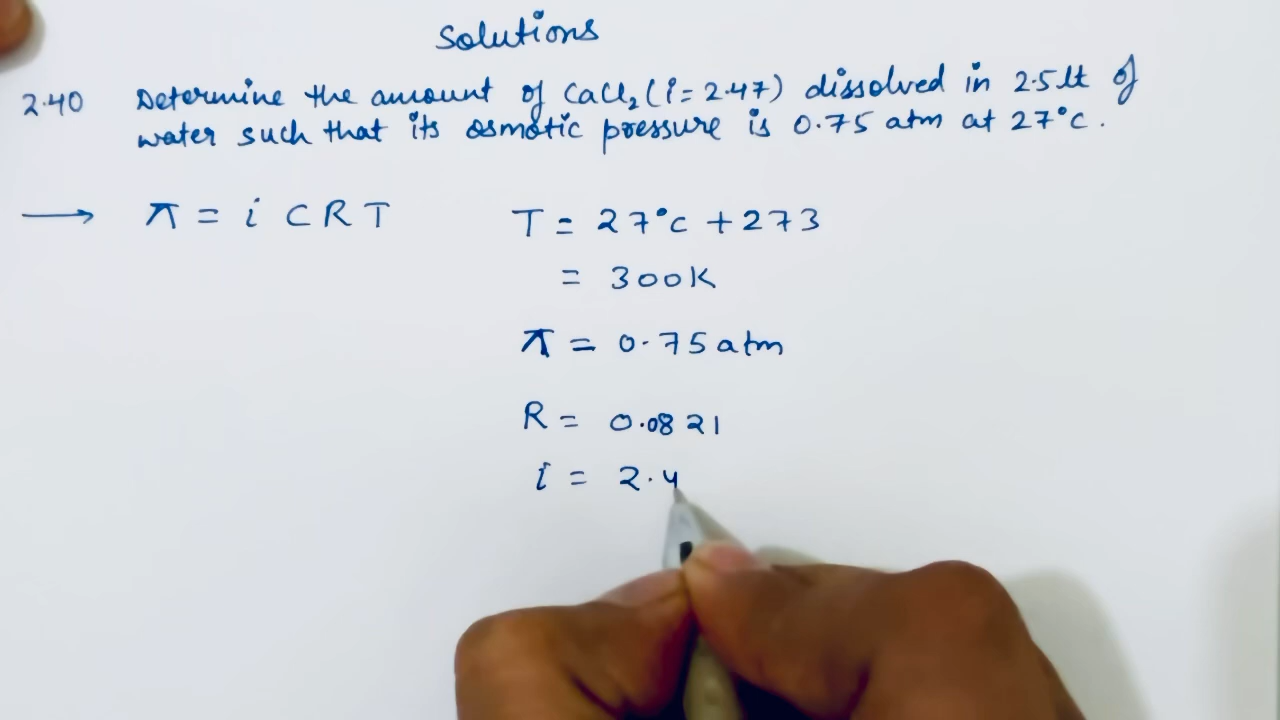 Solutions
2.40 Determine the amount of CaCl₂ (i = 2.47) dissolved in 2.5 lt of
water such that its osmotic pressure is 0.75 atm at 27°C.
→ π = i C R T
T = 27°C + 273
= 300K
π = 0.75 atm
R = 0.0821
i = 2.4